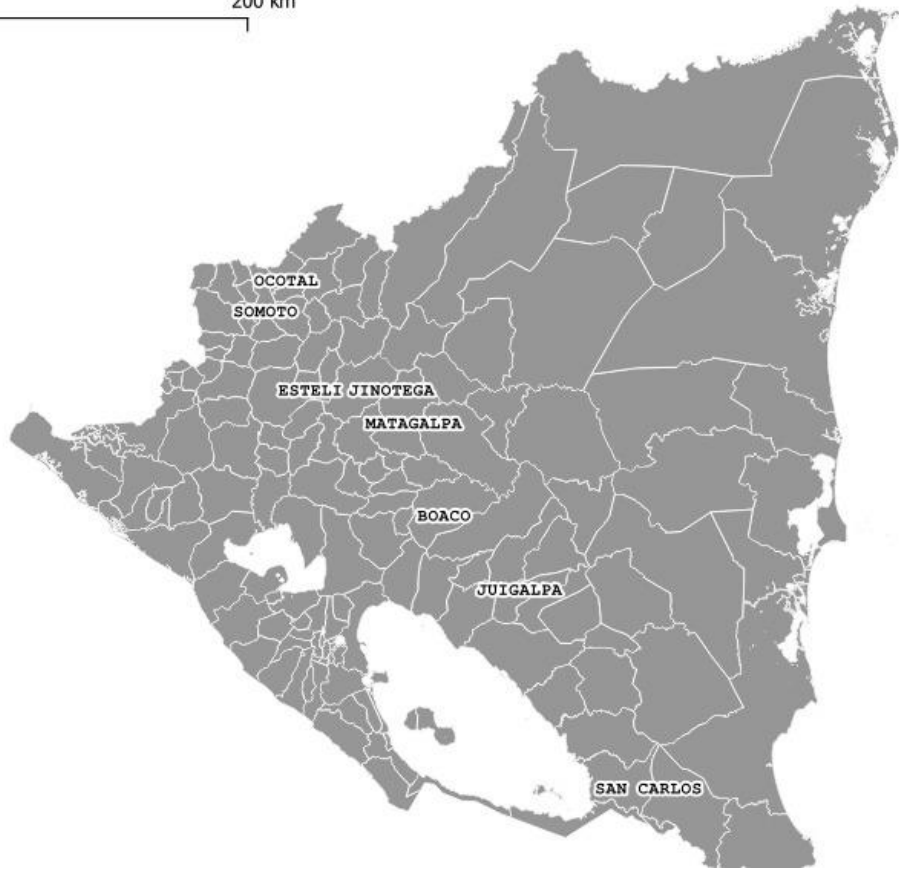 200 km
OCOTAL
SOMOTO
ESTELI JINOTEGA
MATAGALPA
BOACO
JUIGALPA
SAN CARLOS